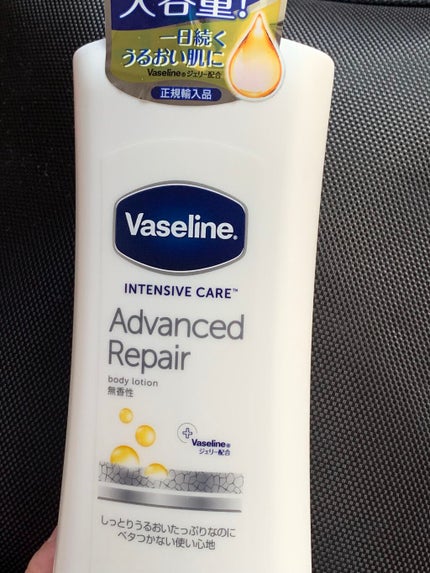 大容量!
一日続く
うるおい肌に
Vaseline®ジェリー配合
正規輸入品
Vaseline®
INTENSIVE CARE™
Advanced
Repair
body lotion
無香性
Vaseline®
ジェリー配合
しっとりうるおいたっぷりなのに
ベタつかない使い心地